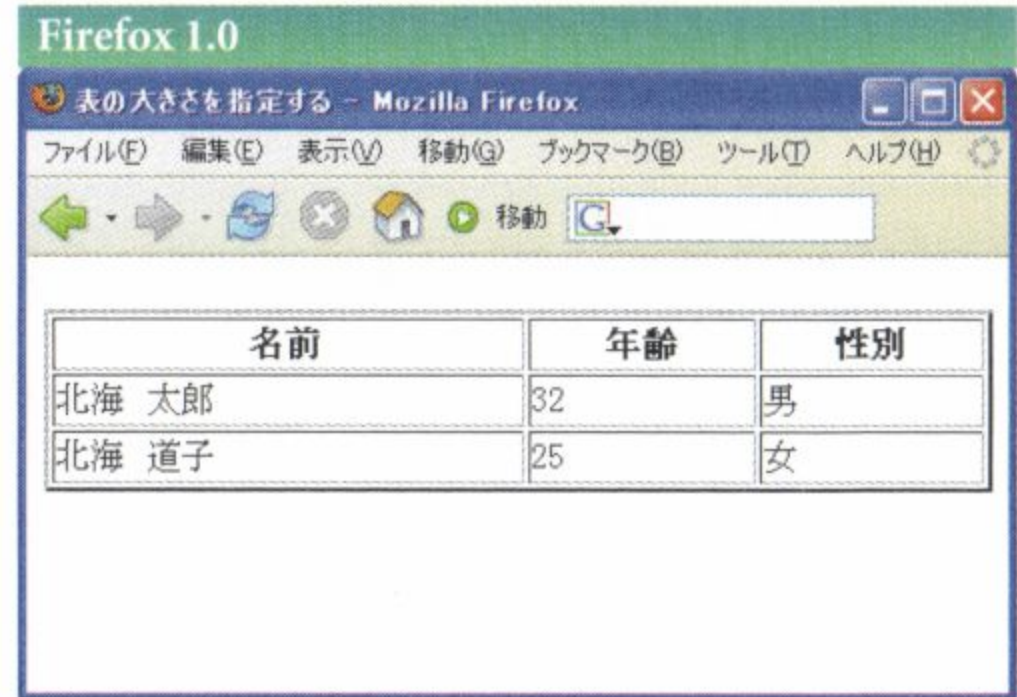 Firefox 1.0
表の大きさを指定する - Mozilla Firefox
ファイル(F) 編集(E) 表示(V) 移動(G) ブックマーク(B) ツール(T) ヘルプ(H)
移動 G
名前 年齢 性別
北海 太郎 32 男
北海 道子 25 女